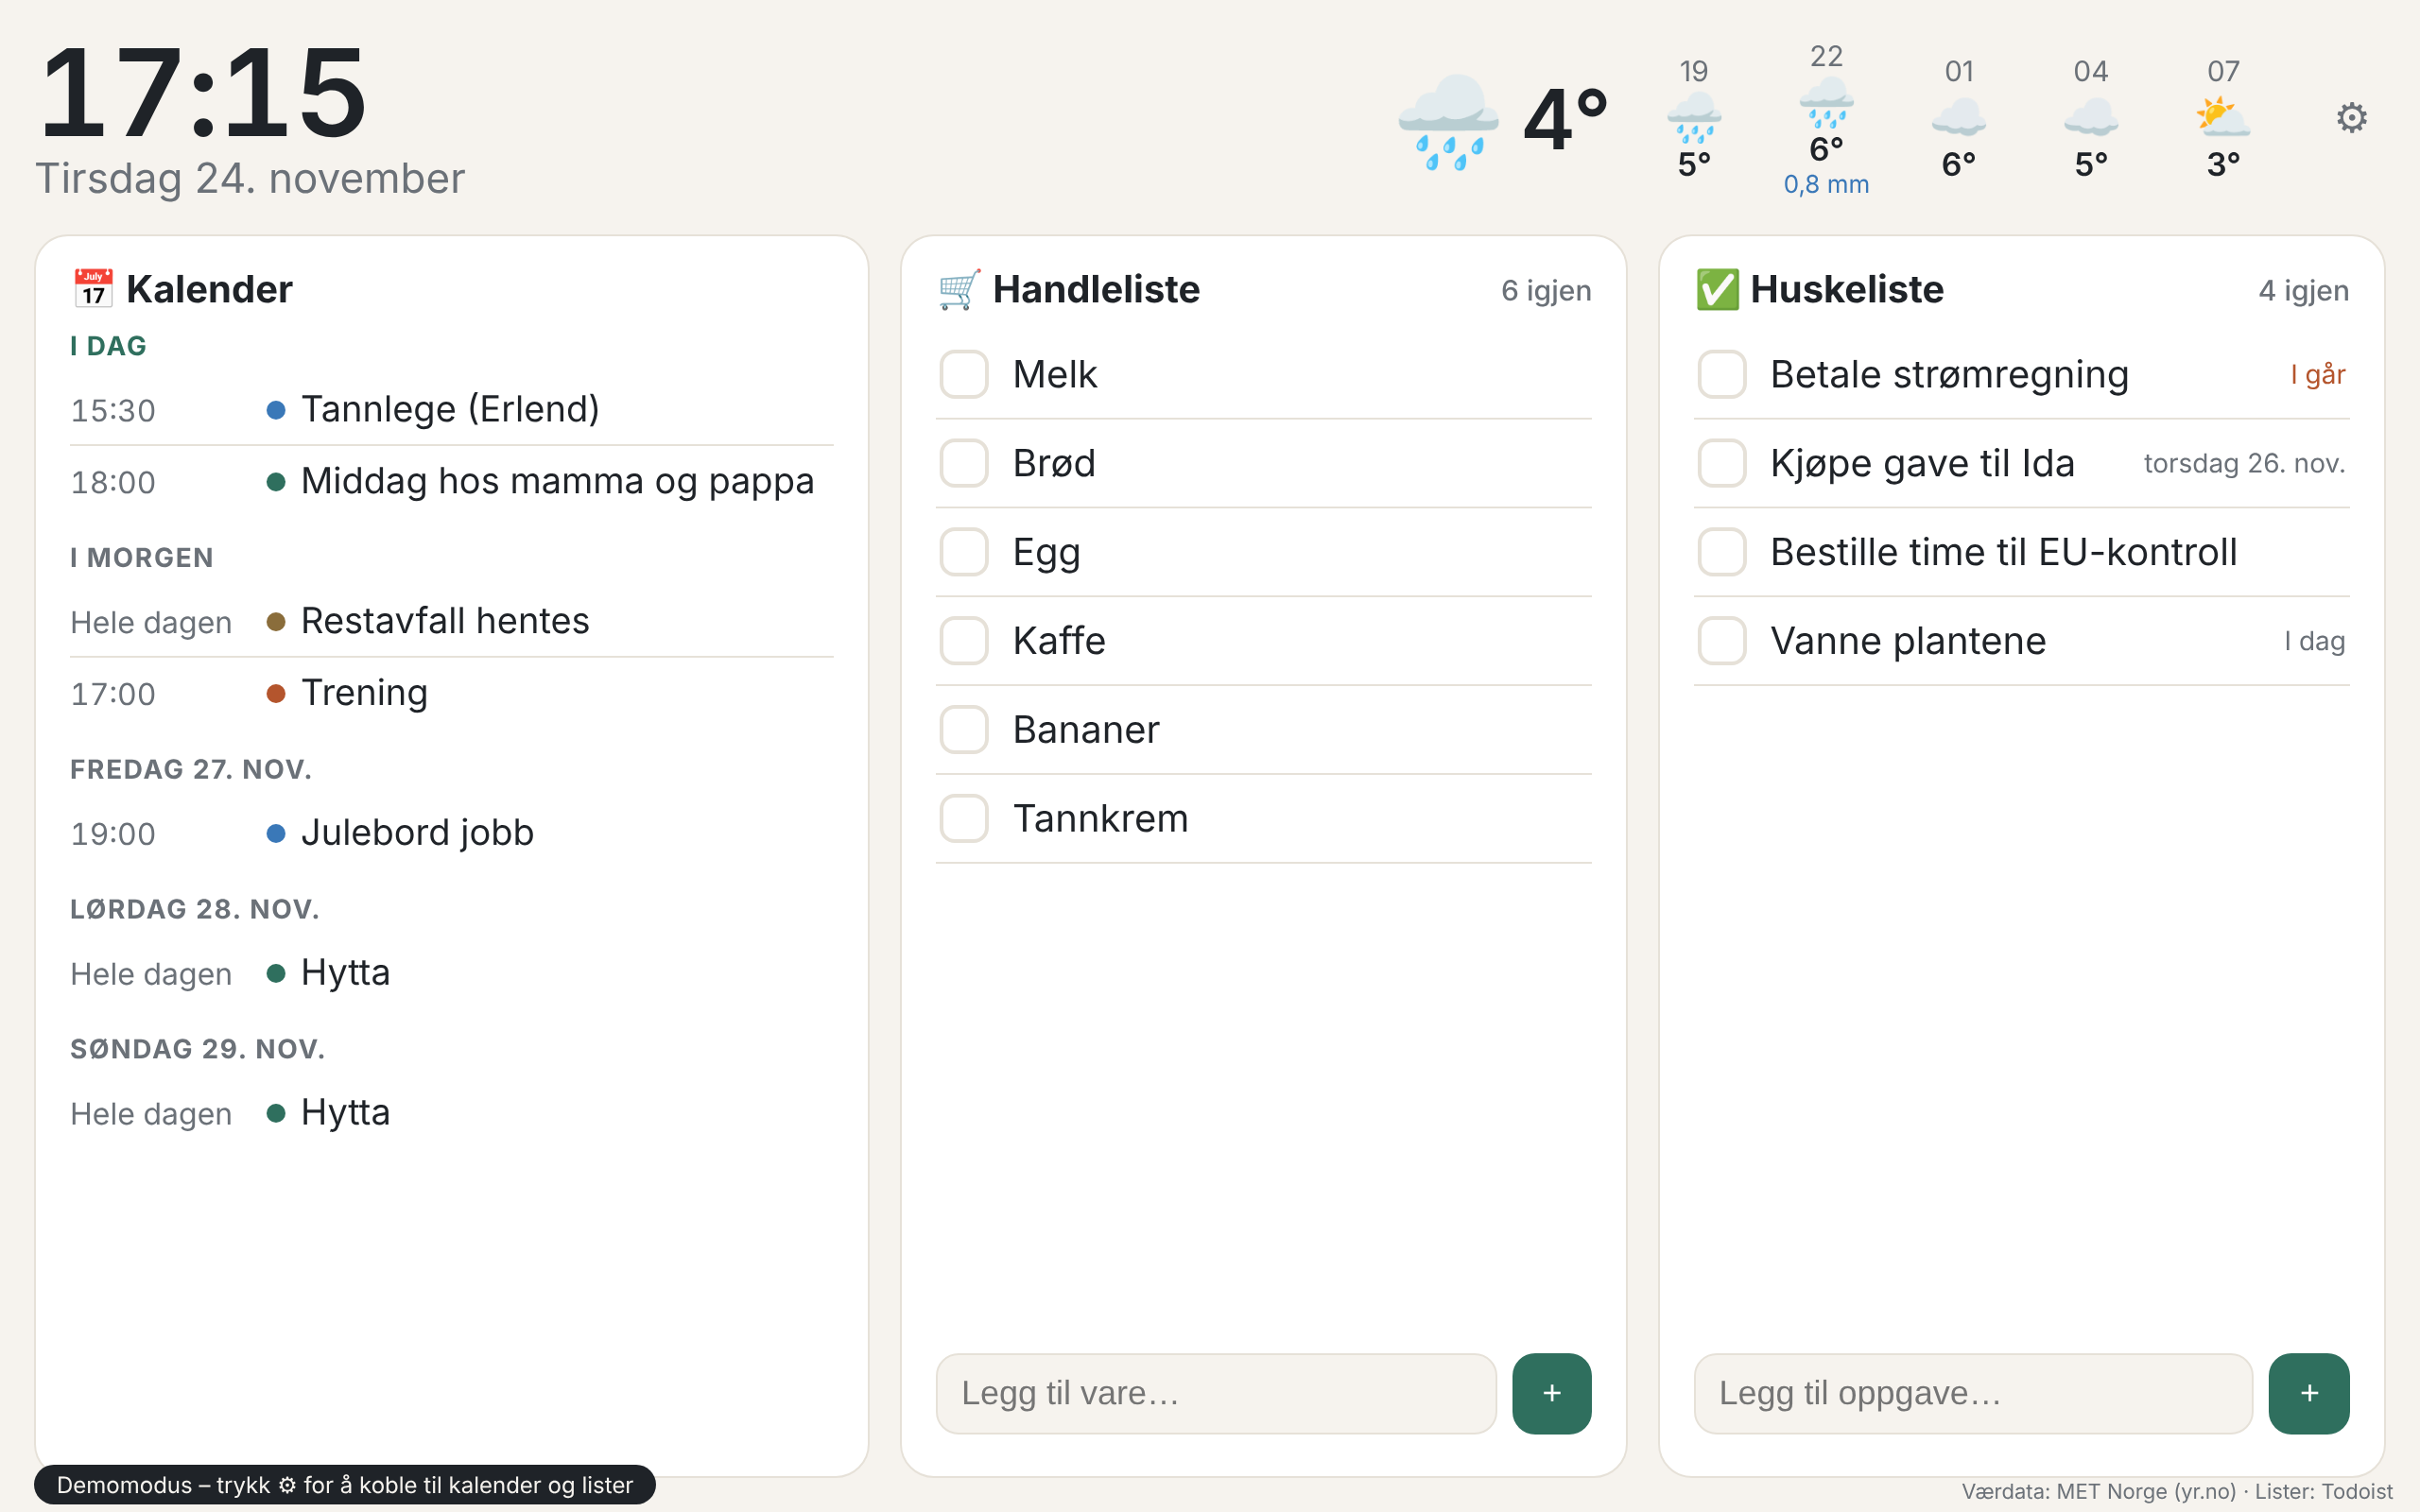 17:15
Tirsdag 24. november
4°
19
5°
22
6°
0,8 mm
01
6°
04
5°
07
3°
Kalender
I DAG
15:30 Tannlege (Erlend)
18:00 Middag hos mamma og pappa
I MORGEN
Hele dagen Restavfall hentes
17:00 Trening
FREDAG 27. NOV.
19:00 Julebord jobb
LØRDAG 28. NOV.
Hele dagen Hytta
SØNDAG 29. NOV.
Hele dagen Hytta
Handleliste 6 igjen
Melk
Brød
Egg
Kaffe
Bananer
Tannkrem
Legg til vare… +
Huskeliste 4 igjen
Betale strømregning I går
Kjøpe gave til Ida torsdag 26. nov.
Bestille time til EU-kontroll
Vanne plantene I dag
Legg til oppgave… +
Demomodus – trykk ⚙ for å koble til kalender og lister
Værdata: MET Norge (yr.no) · Lister: Todoist